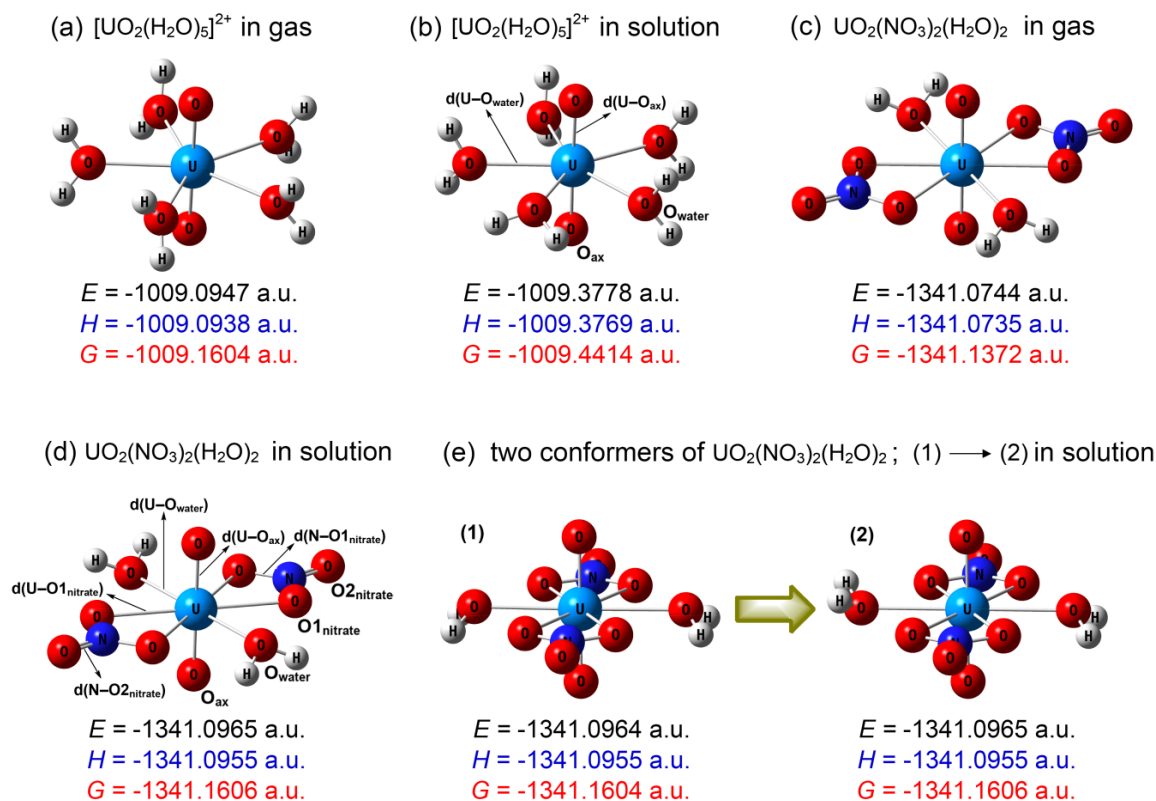 (a) [UO₂(H₂O)₅]²⁺ in gas
(b) [UO₂(H₂O)₅]²⁺ in solution
(c) UO₂(NO₃)₂(H₂O)₂ in gas
H H O O O H H H O U O H H O H O H H O
d(U–Owater)
d(U–Oax)
H O O H O U O H H O H H O H H O H
Owater
Oax
H H O O O O N O O U O O N O O O H H
E = -1009.0947 a.u.
H = -1009.0938 a.u.
G = -1009.1604 a.u.
E = -1009.3778 a.u.
H = -1009.3769 a.u.
G = -1009.4414 a.u.
E = -1341.0744 a.u.
H = -1341.0735 a.u.
G = -1341.1372 a.u.
(d) UO₂(NO₃)₂(H₂O)₂ in solution
(e) two conformers of UO₂(NO₃)₂(H₂O)₂ ; (1) ⟶ (2) in solution
d(U–Owater)
d(U–Oax)
d(N–O1nitrate)
d(U–O1nitrate)
O2nitrate
O1nitrate
Owater
Oax
d(N–O2nitrate)
H H O O O N O O U O O N O O H H O
(1)
O O N O H O U O H H O O H O O
(2)
O O N O H H O U O H H O O O O
E = -1341.0965 a.u.
H = -1341.0955 a.u.
G = -1341.1606 a.u.
E = -1341.0964 a.u.
H = -1341.0955 a.u.
G = -1341.1604 a.u.
E = -1341.0965 a.u.
H = -1341.0955 a.u.
G = -1341.1606 a.u.